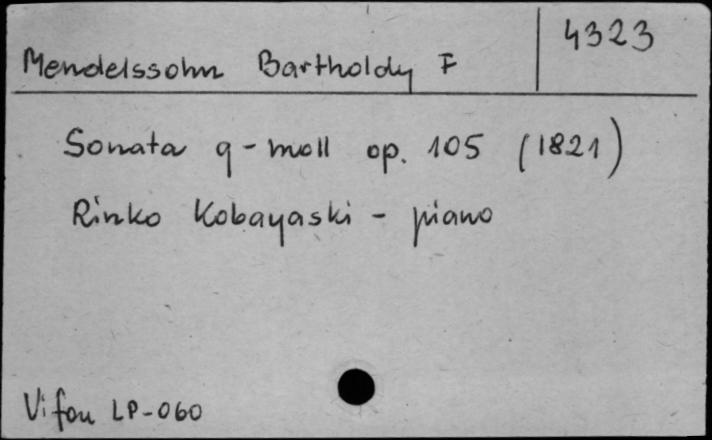 Mendelssohn Bartholdy F
4323
Sonata g-moll op. 105 (1821)
Rinko Kobayaski - piano
Vifon LP-060